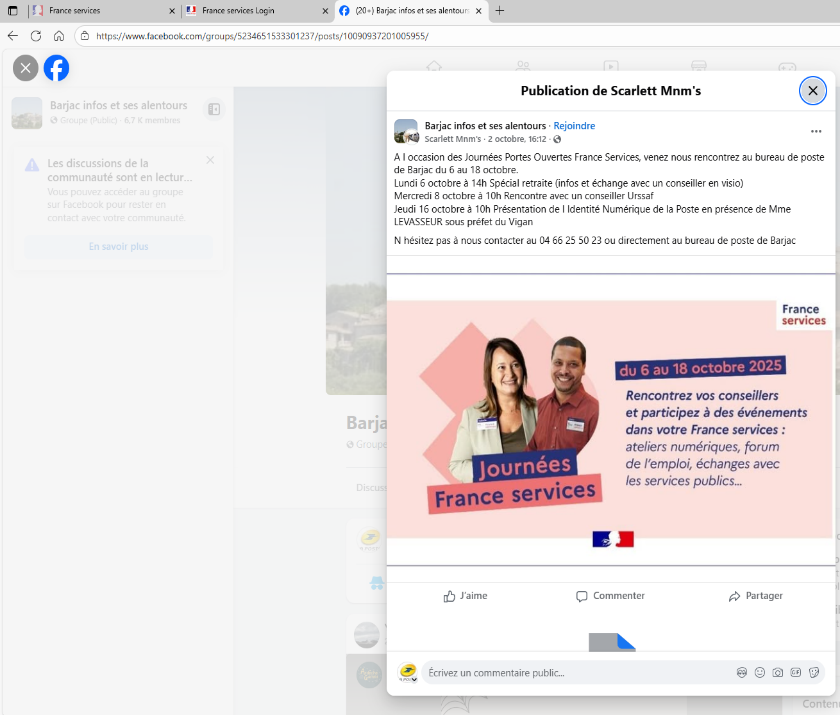 France services
France services Login
(20+) Barjac infos et ses alentours
https://www.facebook.com/groups/5234651533301237/posts/10090937201005955/
Barjac infos et ses alentours
Groupe (Public) · 6,7 K membres
Les discussions de la
communauté sont en lectur...
Vous pouvez accéder au groupe
sur Facebook pour rester en
contact avec votre communauté.
En savoir plus
Barja
Groupe
Discus
Publication de Scarlett Mnm's
Barjac infos et ses alentours · Rejoindre
Scarlett Mnm's · 2 octobre, 16:12 ·
A l occasion des Journées Portes Ouvertes France Services, venez nous rencontrez au bureau de poste
de Barjac du 6 au 18 octobre.
Lundi 6 octobre à 14h Spécial retraite (infos et échange avec un conseiller en visio)
Mercredi 8 octobre à 10h Rencontre avec un conseiller Urssaf
Jeudi 16 octobre à 10h Présentation de l Identité Numérique de la Poste en présence de Mme
LEVASSEUR sous préfet du Vigan
N hésitez pas à nous contacter au 04 66 25 50 23 ou directement au bureau de poste de Barjac
France
services
du 6 au 18 octobre 2025
Rencontrez vos conseillers
et participez à des événements
dans votre France services :
ateliers numériques, forum
de l'emploi, échanges avec
les services publics...
Journées
France services
J'aime
Commenter
Partager
Écrivez un commentaire public...
Conten